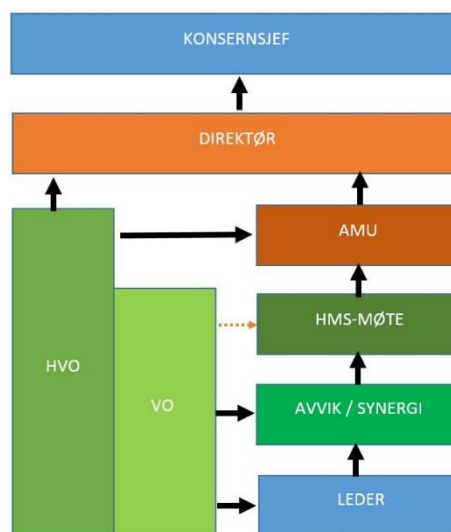 KONSERNSJEF
DIREKTØR
AMU
HMS-MØTE
HVO
VO
AVVIK / SYNERGI
LEDER